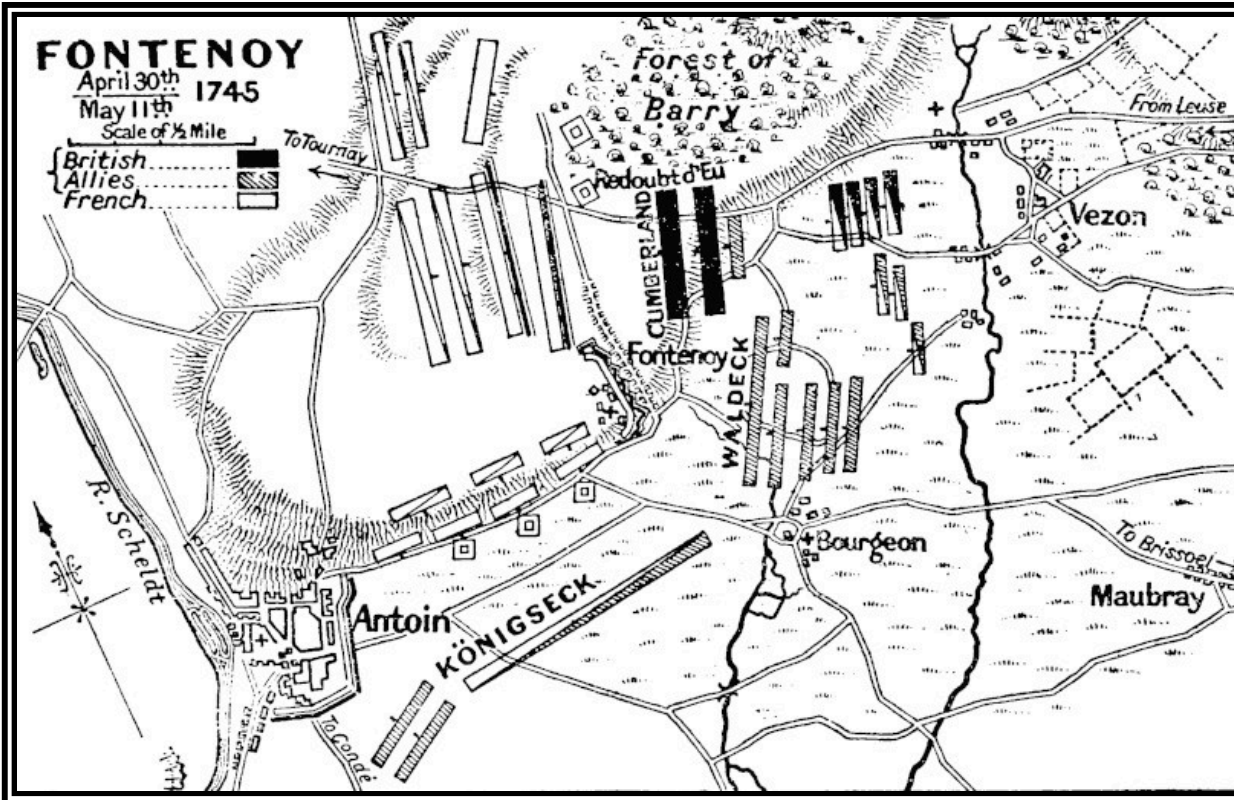 FONTENOY
April 30th
May 11th 1745
Scale of ½ Mile
British
Allies
French
To Tournay
Forest of
Barry
From Leuse
Redoubt d'Eu
Vezon
CUMBERLAND
Fontenoy
WALDECK
R. Scheldt
Bourgeon
To Brissoel
Maubray
Antoin
KÖNIGSECK
To Condé